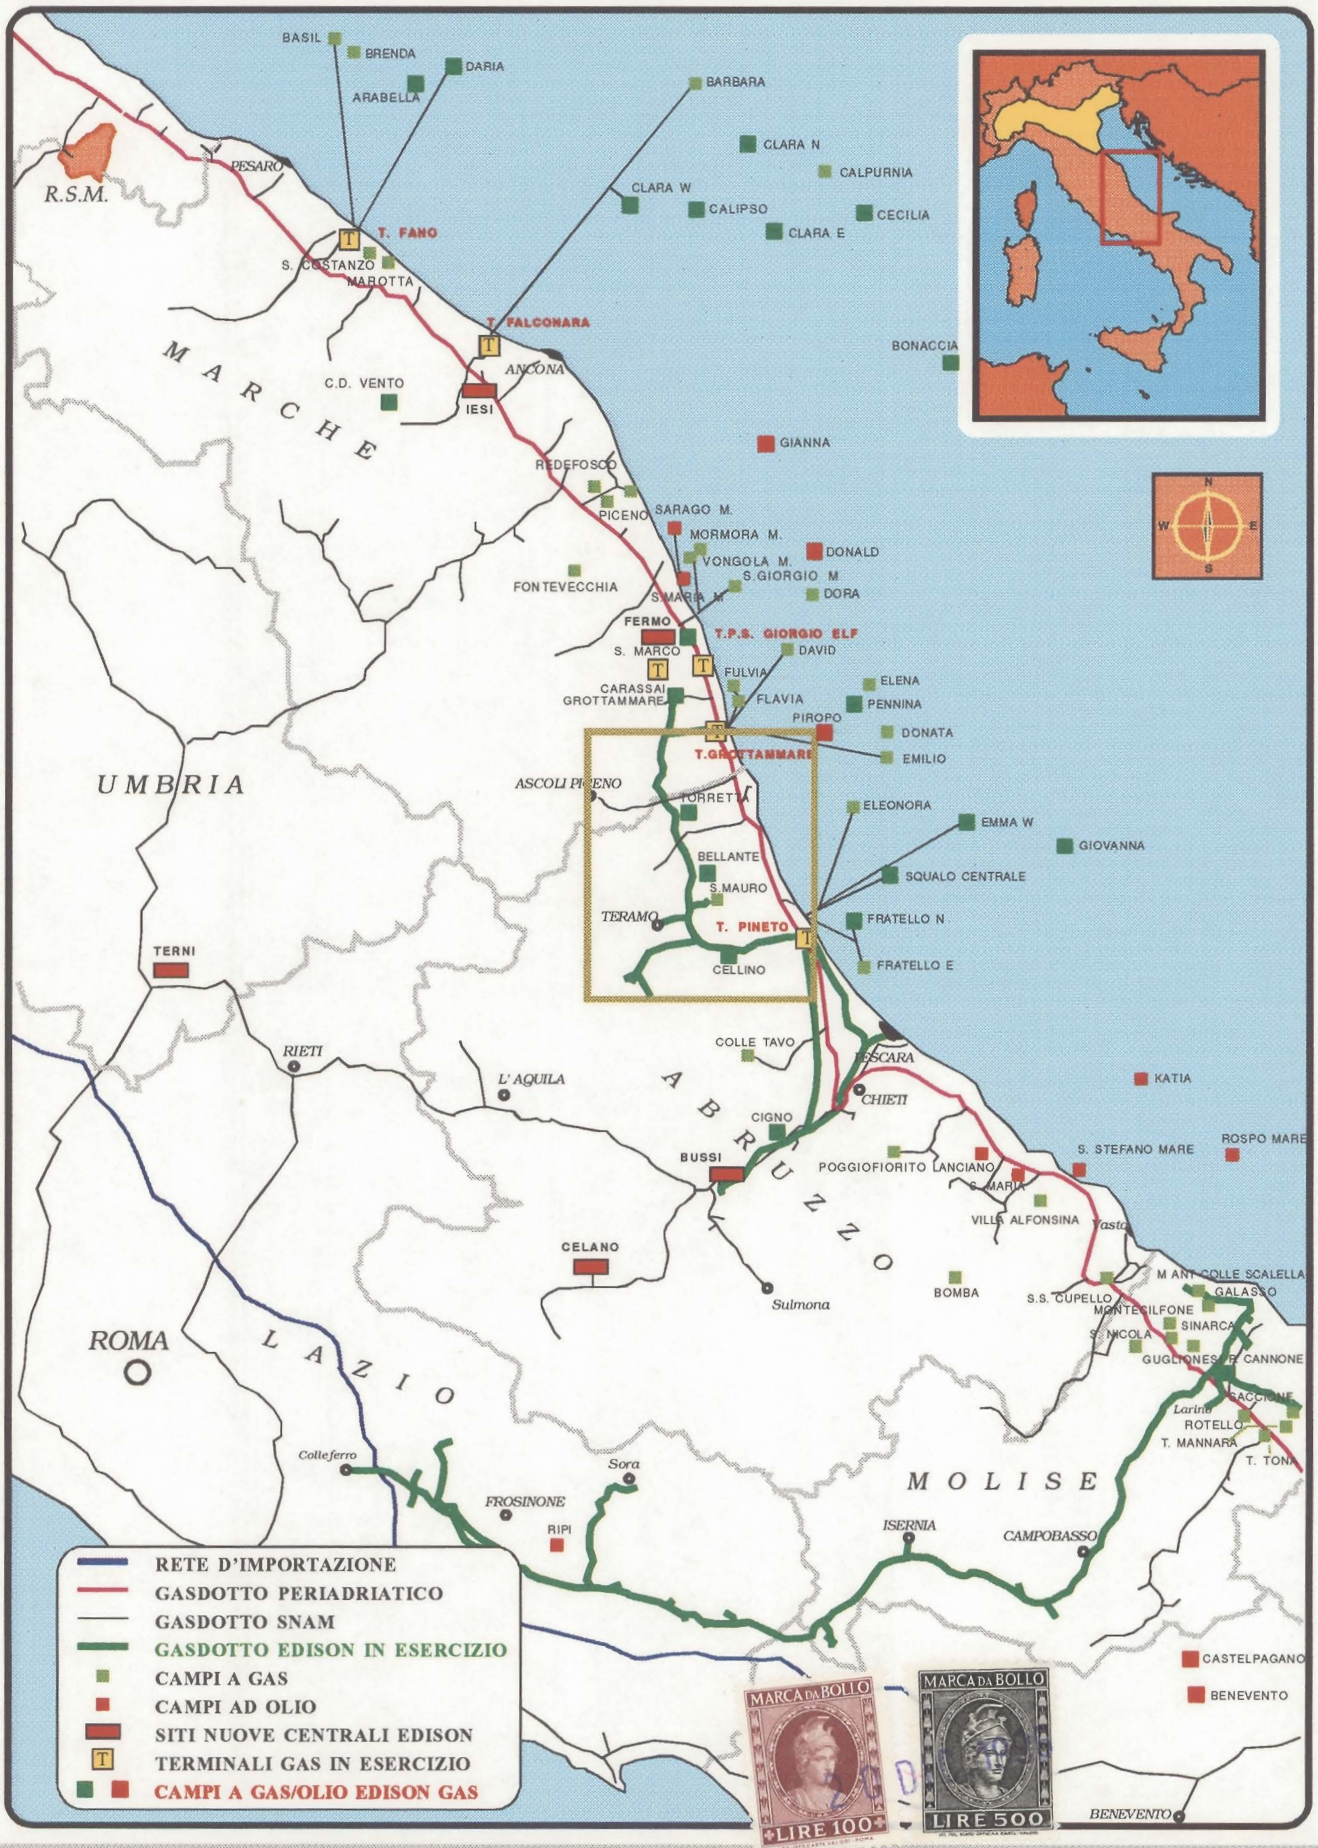 BASIL
BRENDA
DARIA
ARABELLA
BARBARA
CLARA N
CALPURNIA
CLARA W
CALIPSO
CECILIA
CLARA E
PESARO
R.S.M.
T
T. FANO
S. COSTANZO
MAROTTA
T. FALCONARA
T
ANCONA
BONACCIA
MARCHE
C.D. VENTO
IESI
GIANNA
REDEFOSCO
N
W
E
S
PICENO
SARAGO M.
MORMORA M.
DONALD
VONGOLA M.
S.GIORGIO M
FONTEVECCHIA
S.MARIA M
DORA
FERMO
T.P.S. GIORGIO ELF
S. MARCO
DAVID
T
T
FULVIA
ELENA
CARASSAI
FLAVIA
PENNINA
GROTTAMMARE
PIROPO
T
DONATA
T.GROTTAMMARE
EMILIO
UMBRIA
ASCOLI PICENO
TORRETTA
ELEONORA
EMMA W
GIOVANNA
BELLANTE
SQUALO CENTRALE
S.MAURO
TERAMO
T. PINETO
FRATELLO N
T
TERNI
CELLINO
FRATELLO E
COLLE TAVO
RIETI
PESCARA
L' AQUILA
KATIA
ABRUZZO
CHIETI
CIGNO
ROSPO MARE
S. STEFANO MARE
BUSSI
POGGIOFIORITO
LANCIANO
S. MARIA
VILLA ALFONSINA
Vasto
CELANO
M ANT COLLE SCALELLA
BOMBA
GALASSO
S.S. CUPELLO
Sulmona
MONTECILFONE
SINARCA
S. NICOLA
ROMA
LAZIO
GUGLIONESI
P. CANNONE
SACCIONE
Larino
ROTELLO
T. MANNARA
Colleferro
T. TONA
Sora
MOLISE
FROSINONE
RIPI
ISERNIA
CAMPOBASSO
RETE D'IMPORTAZIONE
GASDOTTO PERIADRIATICO
GASDOTTO SNAM
GASDOTTO EDISON IN ESERCIZIO
CAMPI A GAS
CAMPI AD OLIO
SITI NUOVE CENTRALI EDISON
T
TERMINALI GAS IN ESERCIZIO
CAMPI A GAS/OLIO EDISON GAS
CASTELPAGANO
BENEVENTO
MARCA DA BOLLO
LIRE 100
MARCA DA BOLLO
LIRE 500
BENEVENTO